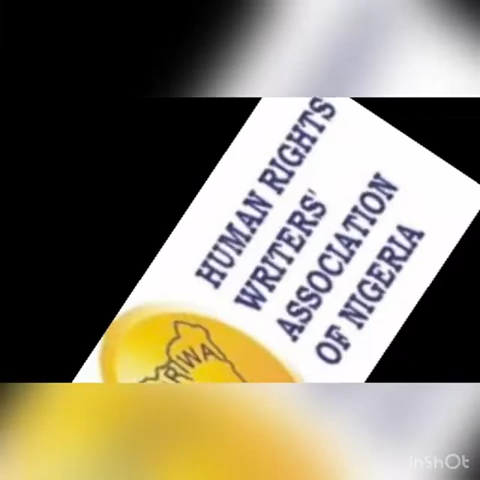 HUMAN RIGHTS
WRITERS'
ASSOCIATION
OF NIGERIA
RIWA
InShOt